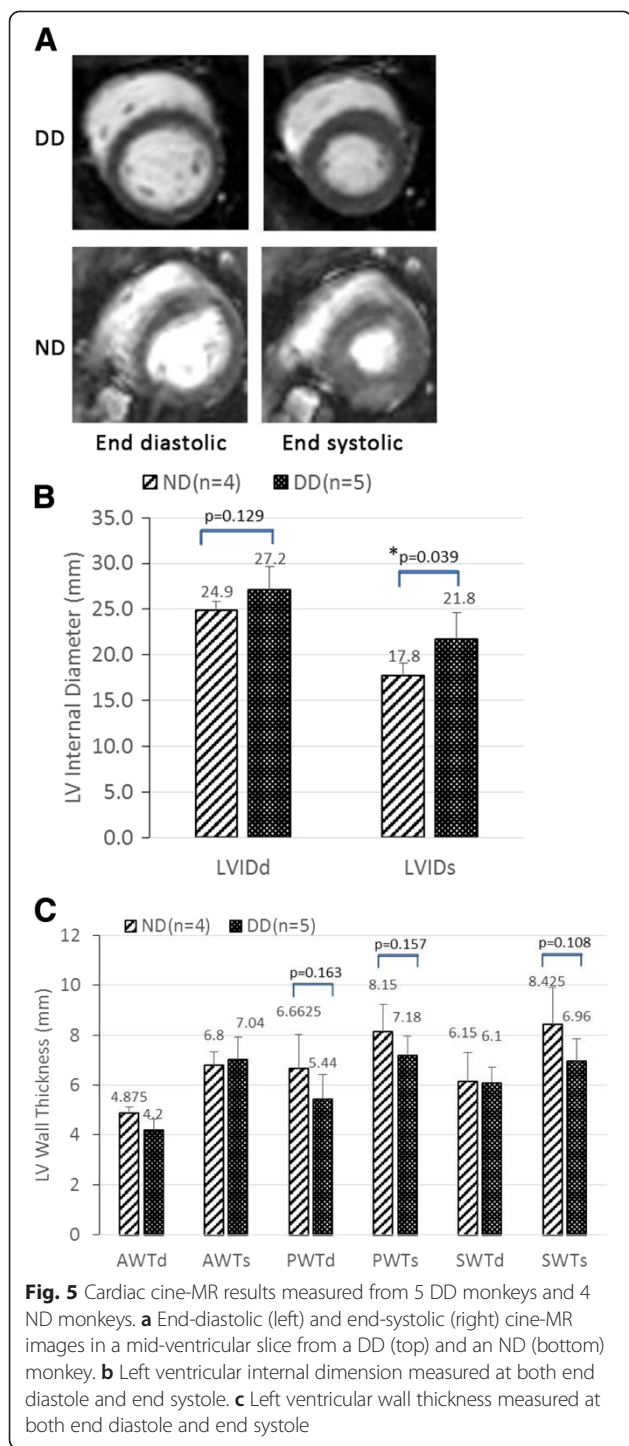 A
DD
ND
End diastolic End systolic
B
ND(n=4) DD(n=5)
LV Internal Diameter (mm)
35.0
30.0
25.0
20.0
15.0
10.0
5.0
0.0
p=0.129
24.9
27.2
*p=0.039
17.8
21.8
LVIDd LVIDs
C
ND(n=4) DD(n=5)
LV Wall Thickness (mm)
12
10
8
6
4
2
0
4.875
4.2
6.8
7.04
p=0.163
6.6625
5.44
p=0.157
8.15
7.18
6.15
6.1
p=0.108
8.425
6.96
AWTd AWTs PWTd PWTs SWTd SWTs
Fig. 5 Cardiac cine-MR results measured from 5 DD monkeys and 4
ND monkeys. a End-diastolic (left) and end-systolic (right) cine-MR
images in a mid-ventricular slice from a DD (top) and an ND (bottom)
monkey. b Left ventricular internal dimension measured at both end
diastole and end systole. c Left ventricular wall thickness measured at
both end diastole and end systole